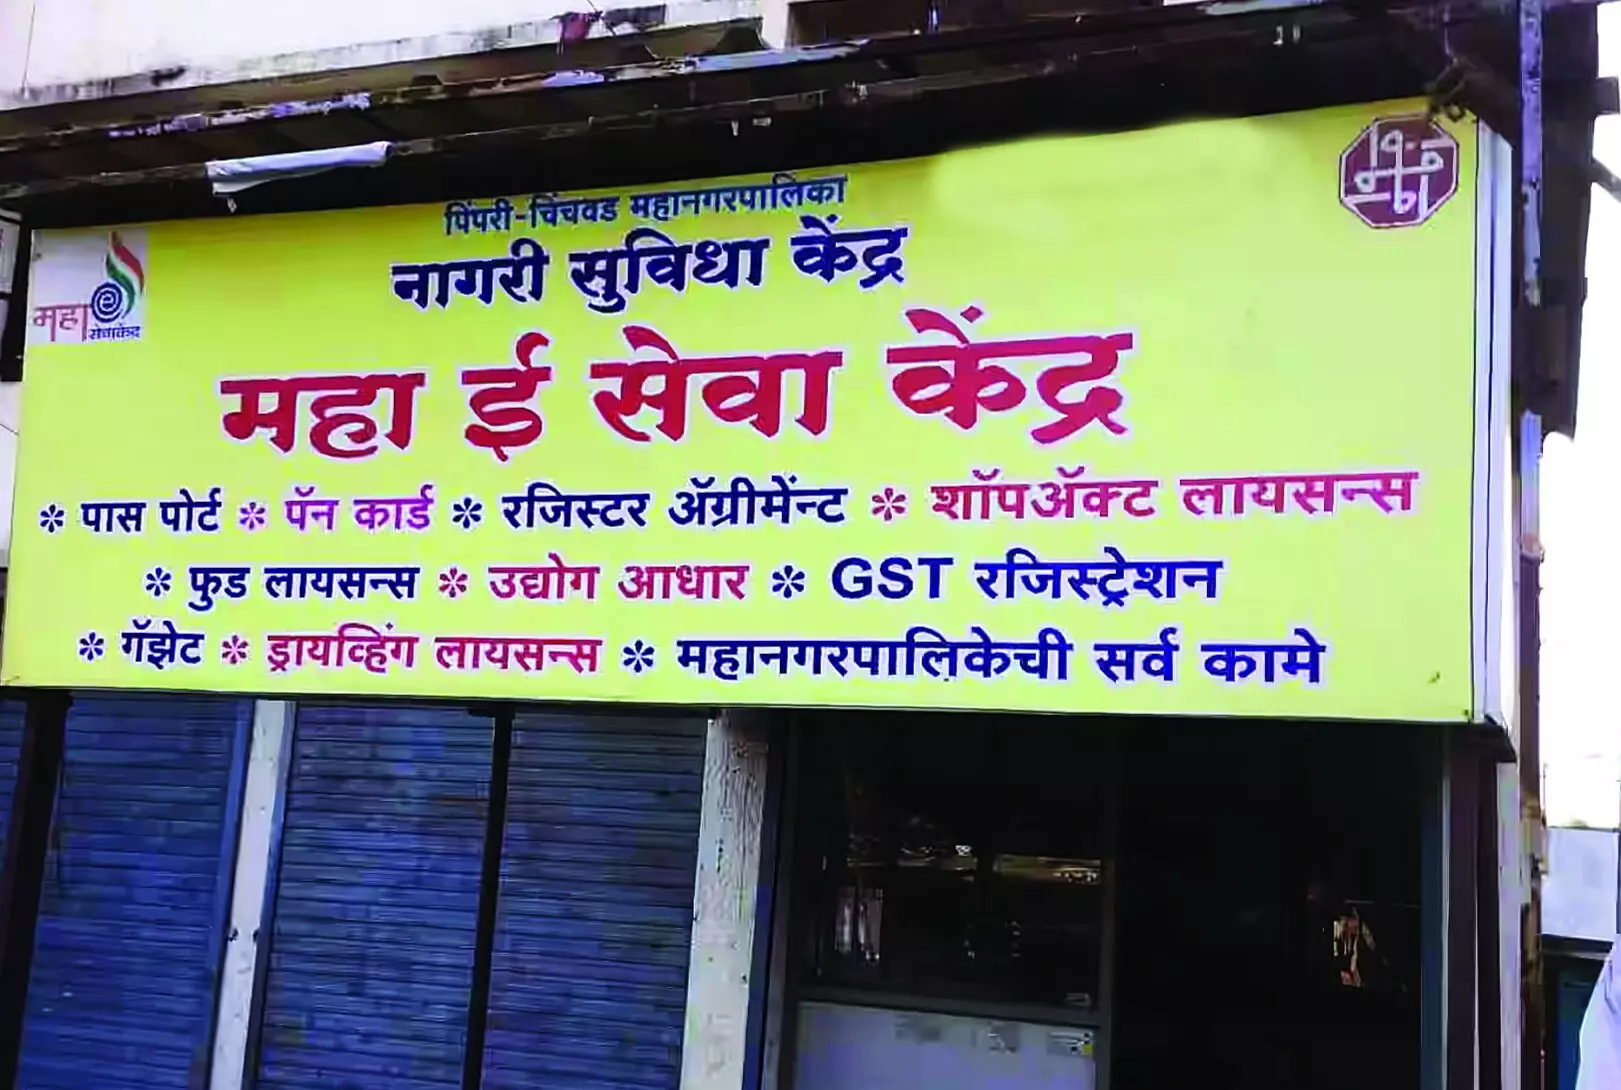 पिंपरी-चिंचवड महानगरपालिका
नागरी सुविधा केंद्र
महा ई सेवा केंद्र
महा e सेवाकेंद्र
* पास पोर्ट * पॅन कार्ड * रजिस्टर ॲग्रीमेंन्ट * शॉपॲक्ट लायसन्स
* फुड लायसन्स * उद्योग आधार * GST रजिस्ट्रेशन
* गॅझेट * ड्रायव्हिंग लायसन्स * महानगरपालिकेची सर्व कामे